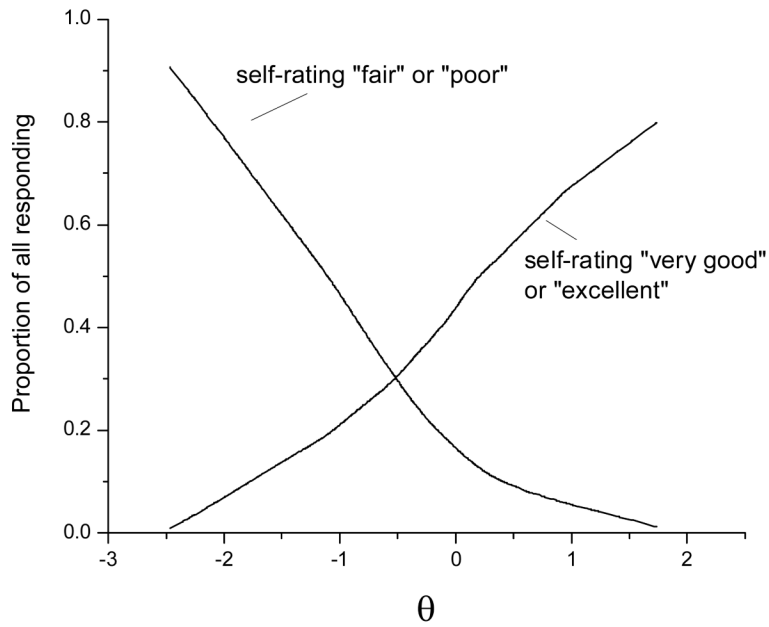 1.0
self-rating "fair" or "poor"
0.8
0.6
self-rating "very good"
or "excellent"
0.4
0.2
0.0
-3 -2 -1 0 1 2
Proportion of all responding
θ